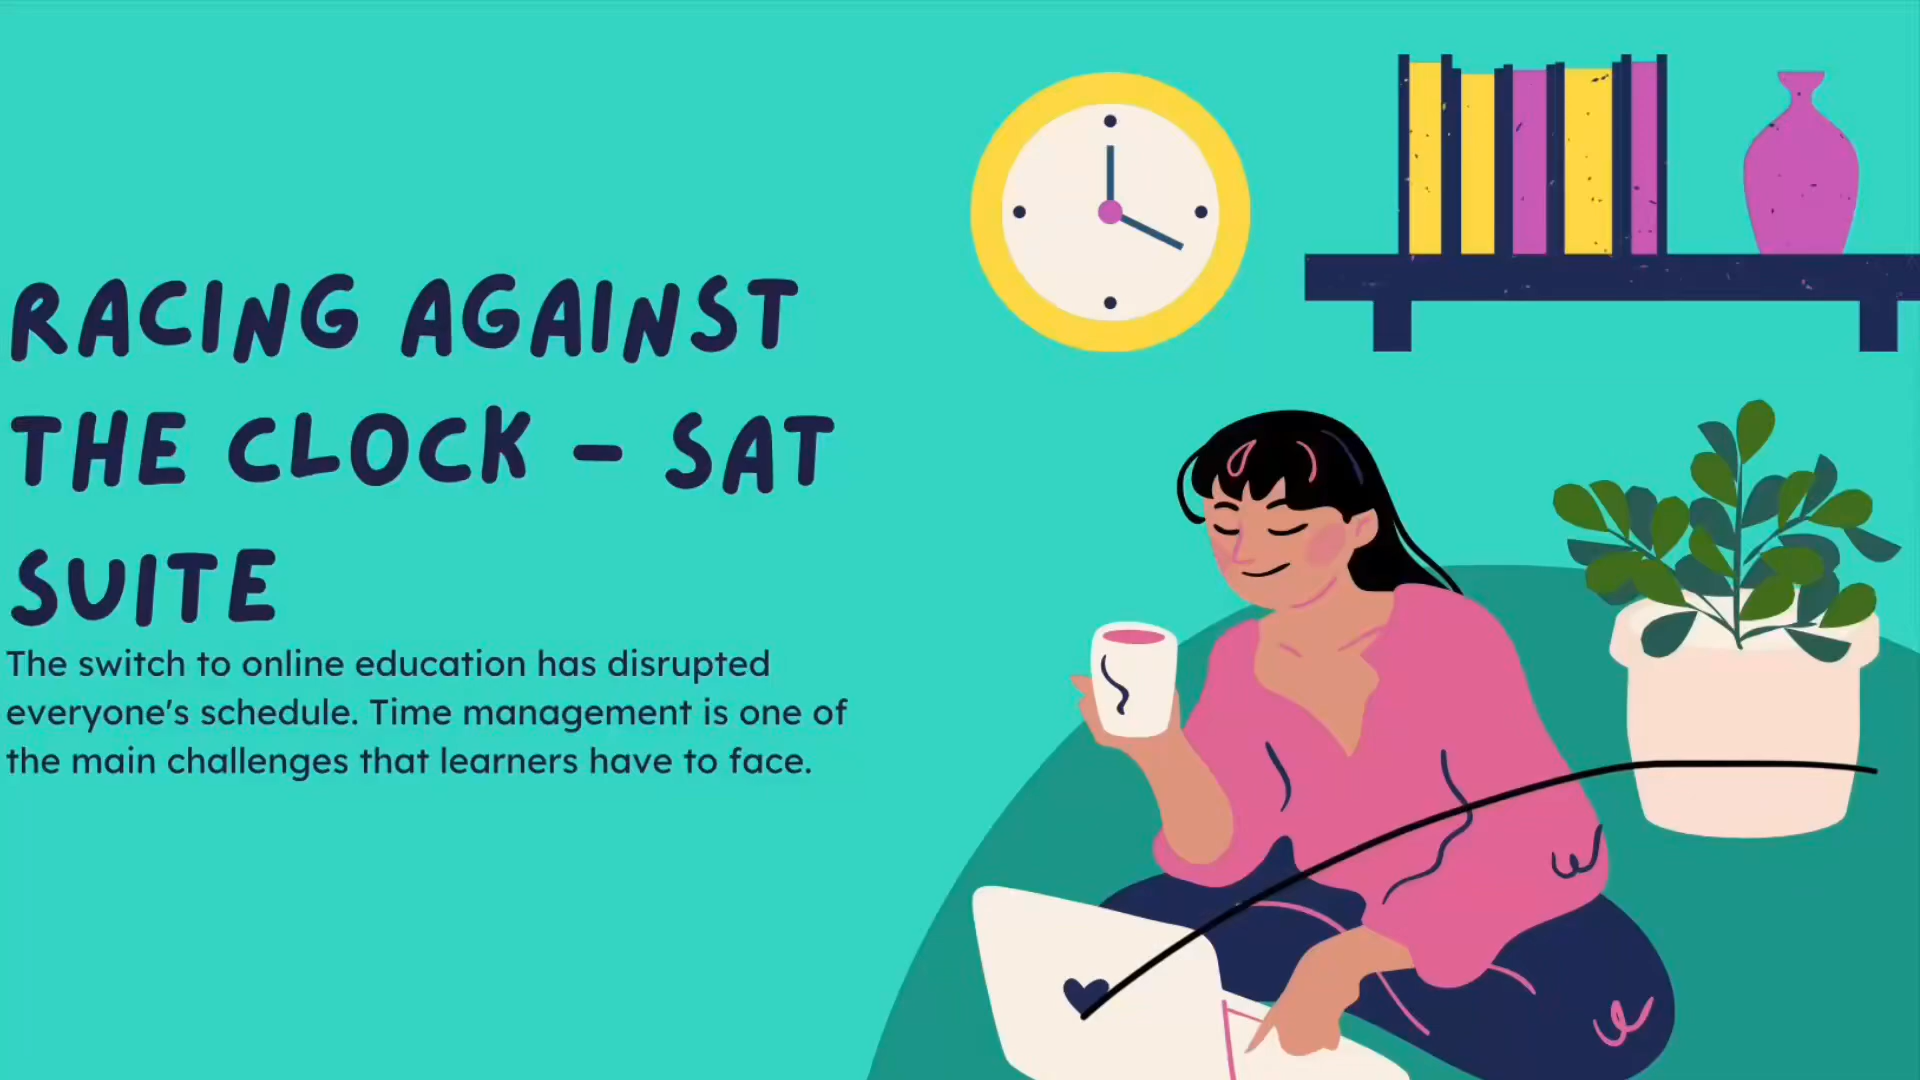 RACING AGAINST
THE CLOCK - SAT
SUITE
The switch to online education has disrupted
everyone's schedule. Time management is one of
the main challenges that learners have to face.